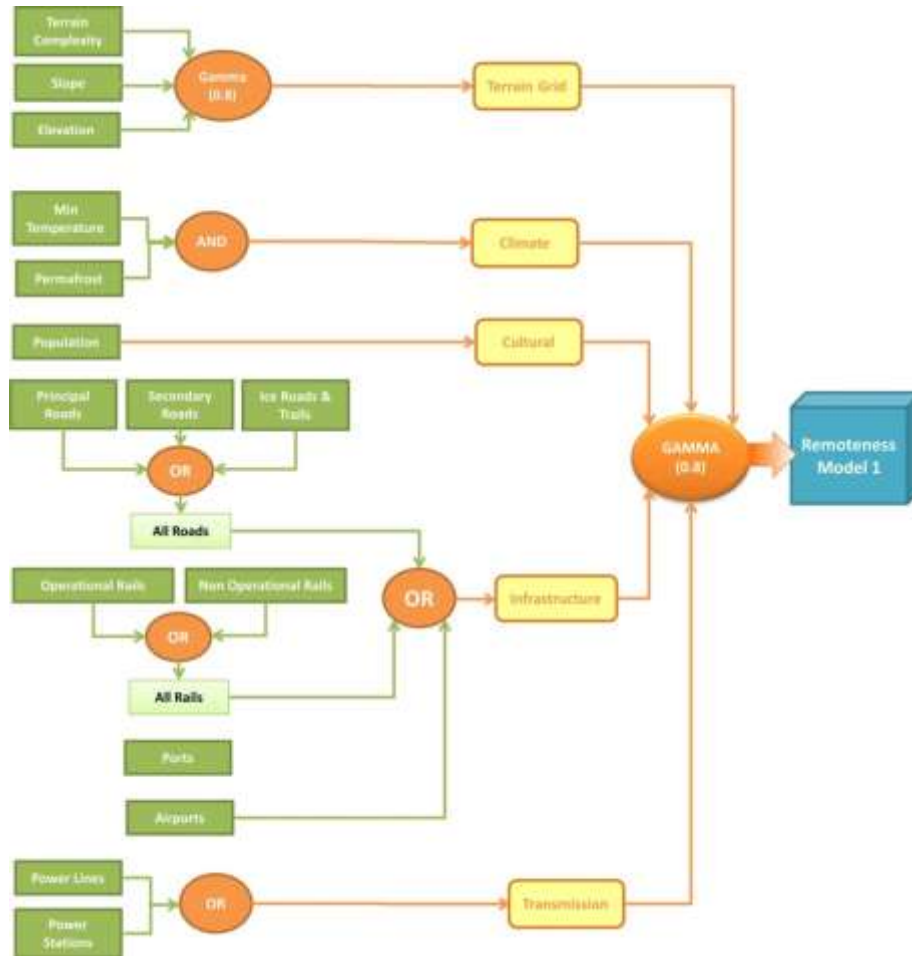 Terrain
Complexity
Slope
Elevation
Gamma
(0.8)
Terrain Grid
Min
Temperature
Permafrost
AND
Climate
Population
Cultural
Principal
Roads
Secondary
Roads
Ice Roads &
Trails
OR
All Roads
GAMMA
(0.8)
Remoteness
Model 1
Operational Rails
Non Operational Rails
OR
OR
Infrastructure
All Rails
Ports
Airports
Power Lines
Power
Stations
OR
Transmission